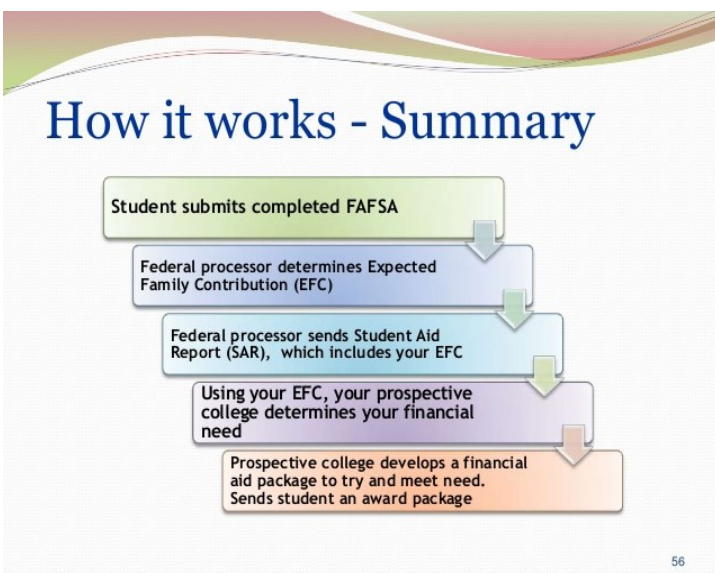 How it works - Summary
Student submits completed FAFSA
Federal processor determines Expected
Family Contribution (EFC)
Federal processor sends Student Aid
Report (SAR),  which includes your EFC
Using your EFC, your prospective
college determines your financial
need
Prospective college develops a financial
aid package to try and meet need.
Sends student an award package
56